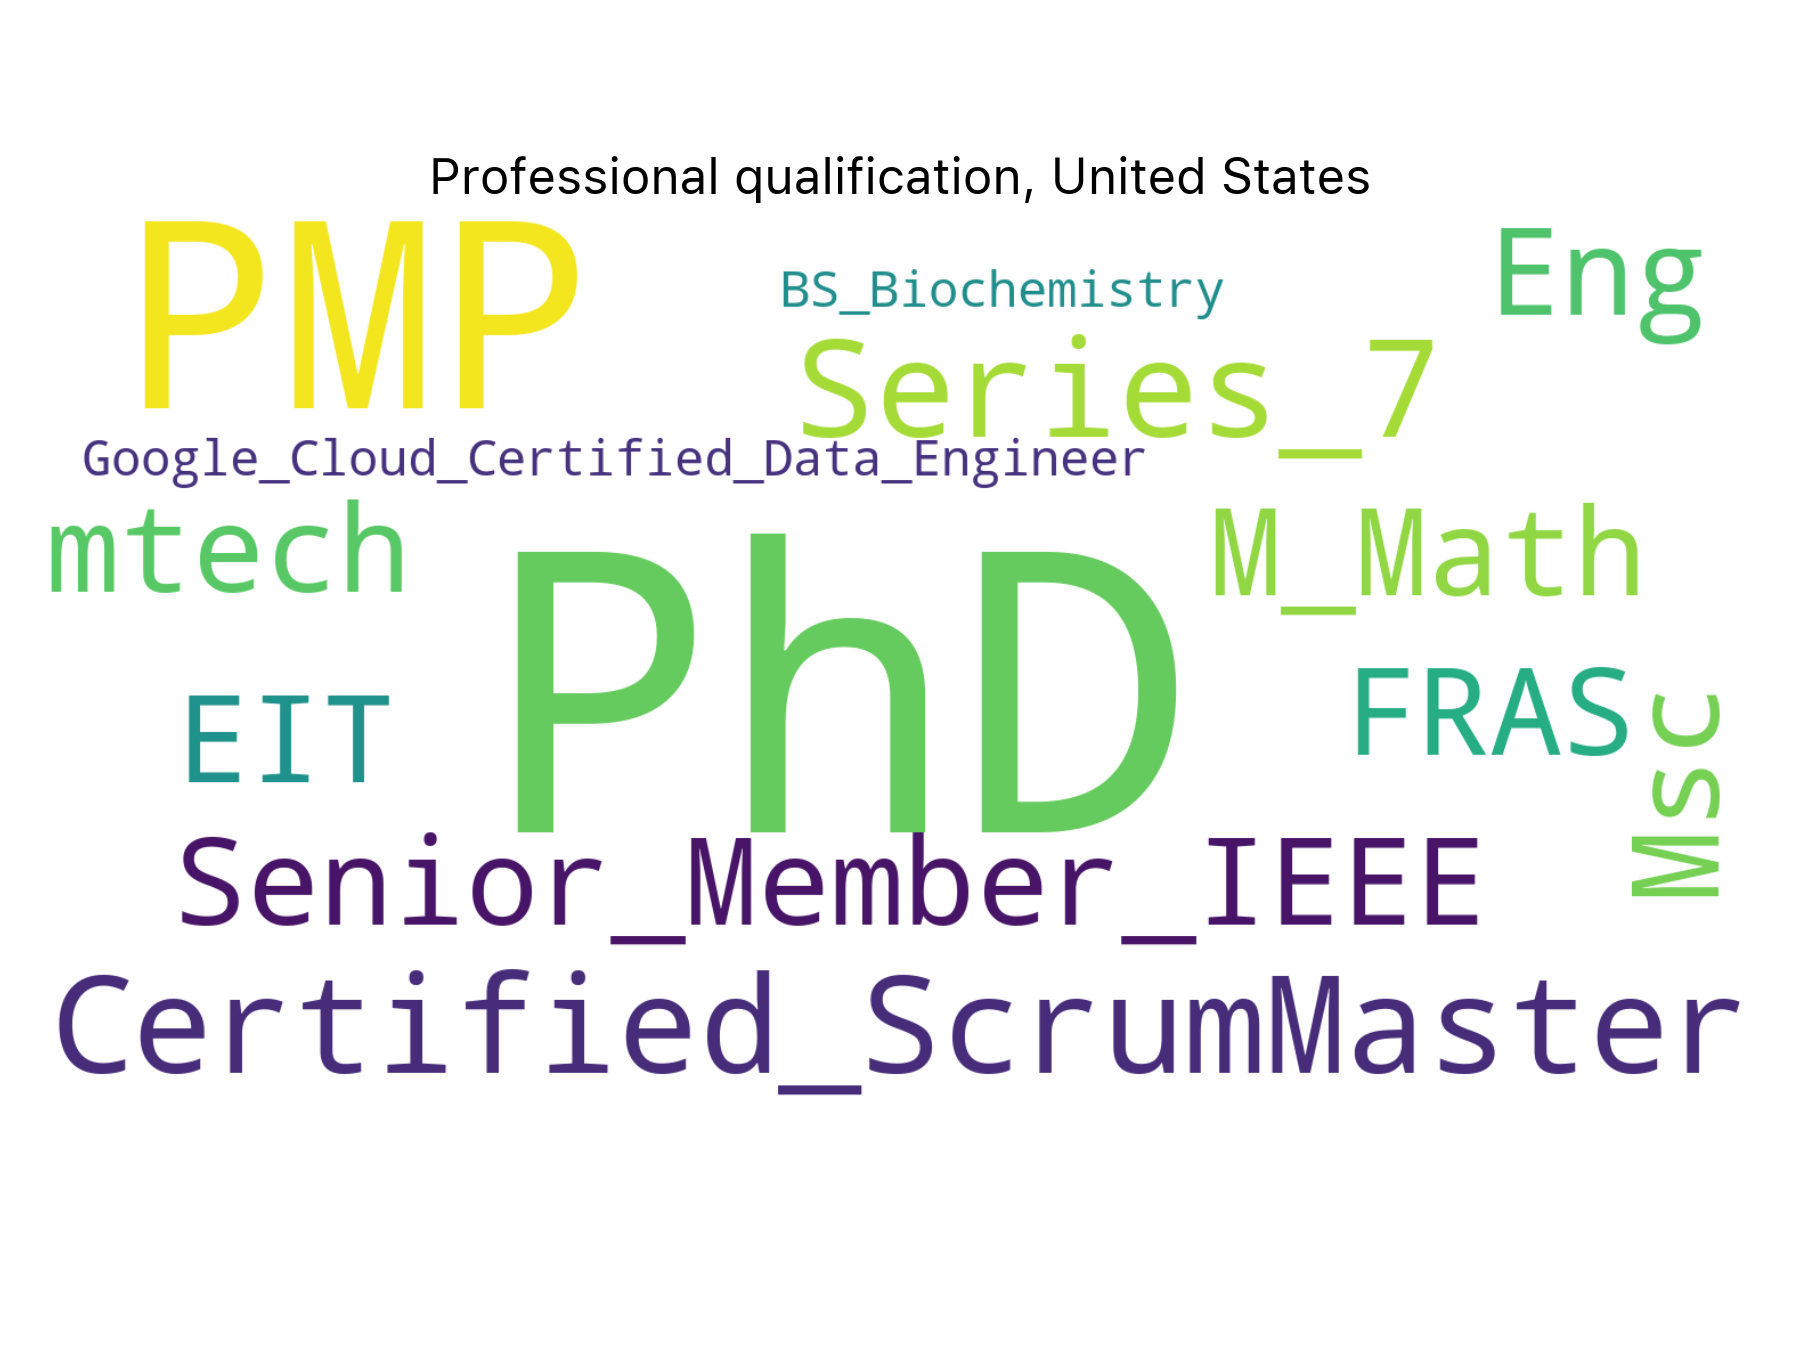 Professional qualification, United States
PMP
BS_Biochemistry
Eng
Series_7
Google_Cloud_Certified_Data_Engineer
mtech
PhD
M_Math
EIT
FRAS
Msc
Senior_Member_IEEE
Certified_ScrumMaster